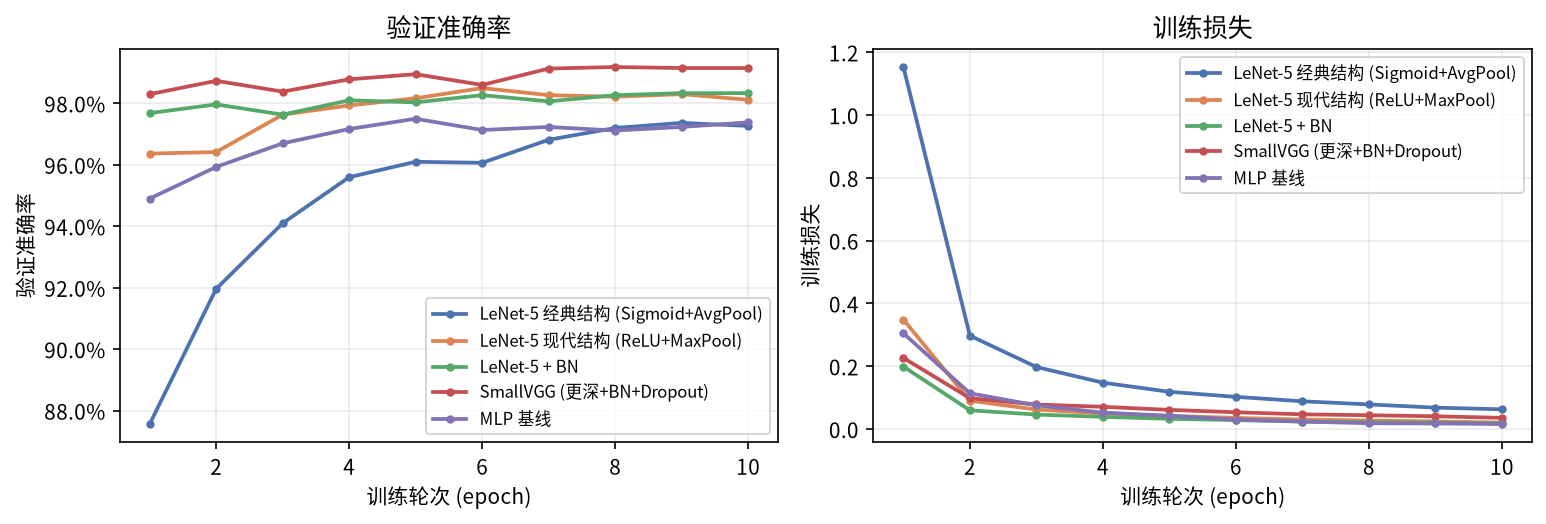 验证准确率
验证准确率
98.0%
96.0%
94.0%
92.0%
90.0%
88.0%
2
4
6
8
10
训练轮次 (epoch)
LeNet-5 经典结构 (Sigmoid+AvgPool)
LeNet-5 现代结构 (ReLU+MaxPool)
LeNet-5 + BN
SmallVGG (更深+BN+Dropout)
MLP 基线
训练损失
训练损失
1.2
1.0
0.8
0.6
0.4
0.2
0.0
2
4
6
8
10
训练轮次 (epoch)
LeNet-5 经典结构 (Sigmoid+AvgPool)
LeNet-5 现代结构 (ReLU+MaxPool)
LeNet-5 + BN
SmallVGG (更深+BN+Dropout)
MLP 基线